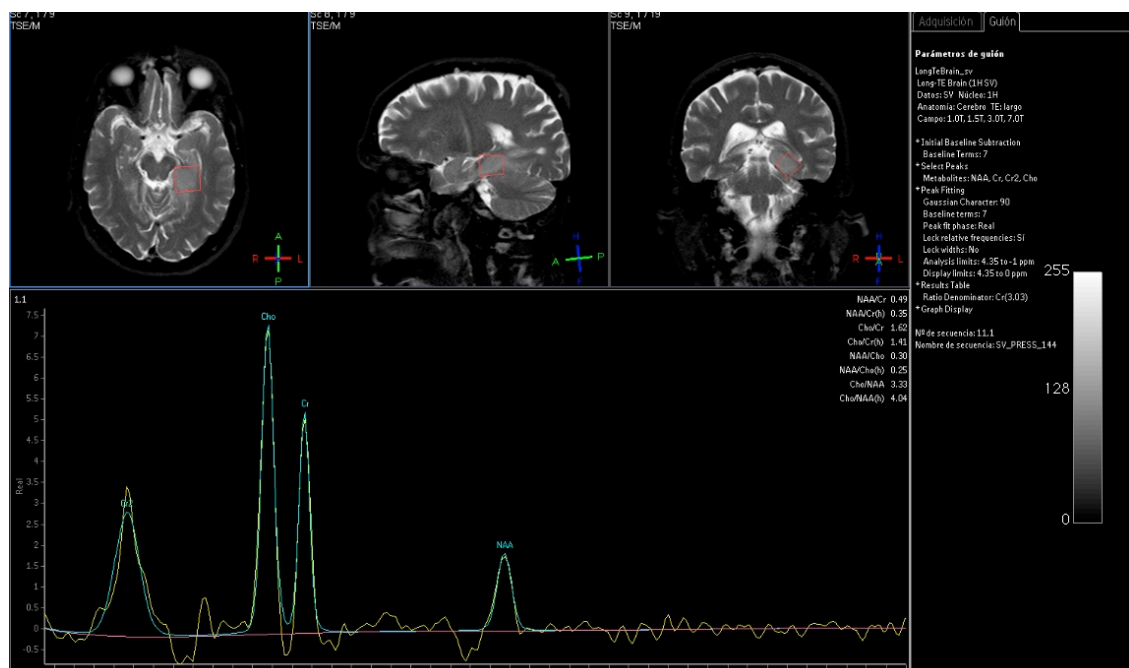 Sc 7, 1 / 9
TSE/M
Sc 8, 1 / 9
TSE/M
Sc 9, 1 / 19
TSE/M
A
R
L
P
H
A
P
F
H
R
A
L
F
1.1
7.5
7
6.5
6
5.5
5
4.5
4
3.5
3
2.5
2
1.5
1
0.5
0
-0.5
Real
Cr2
Cho
Cr
NAA
NAA/Cr 0.49
NAA/Cr(h) 0.35
Cho/Cr 1.62
Cho/Cr(h) 1.41
NAA/Cho 0.30
NAA/Cho(h) 0.25
Cho/NAA 3.33
Cho/NAA(h) 4.04
Adquisición
Guión
Parámetros de guión
LongTeBrain_sv
Long-TE Brain (1H SV)
Datos: SV Núcleo: 1H
Anatomía: Cerebro TE: largo
Campo: 1.0T, 1.5T, 3.0T, 7.0T
*Initial Baseline Subtraction
Baseline Terms: 7
*Select Peaks
Metabolites: NAA, Cr, Cr2, Cho
*Peak Fitting
Gaussian Character: 90
Baseline terms: 7
Peak fit phase: Real
Lock relative frequencies: Sí
Lock widths: No
Analysis limits: 4.35 to -1 ppm
Display limits: 4.35 to 0 ppm
*Results Table
Ratio Denominator: Cr(3.03)
*Graph Display
Nº de secuencia: 11.1
Nombre de secuencia: SV_PRESS_144
255
128
0